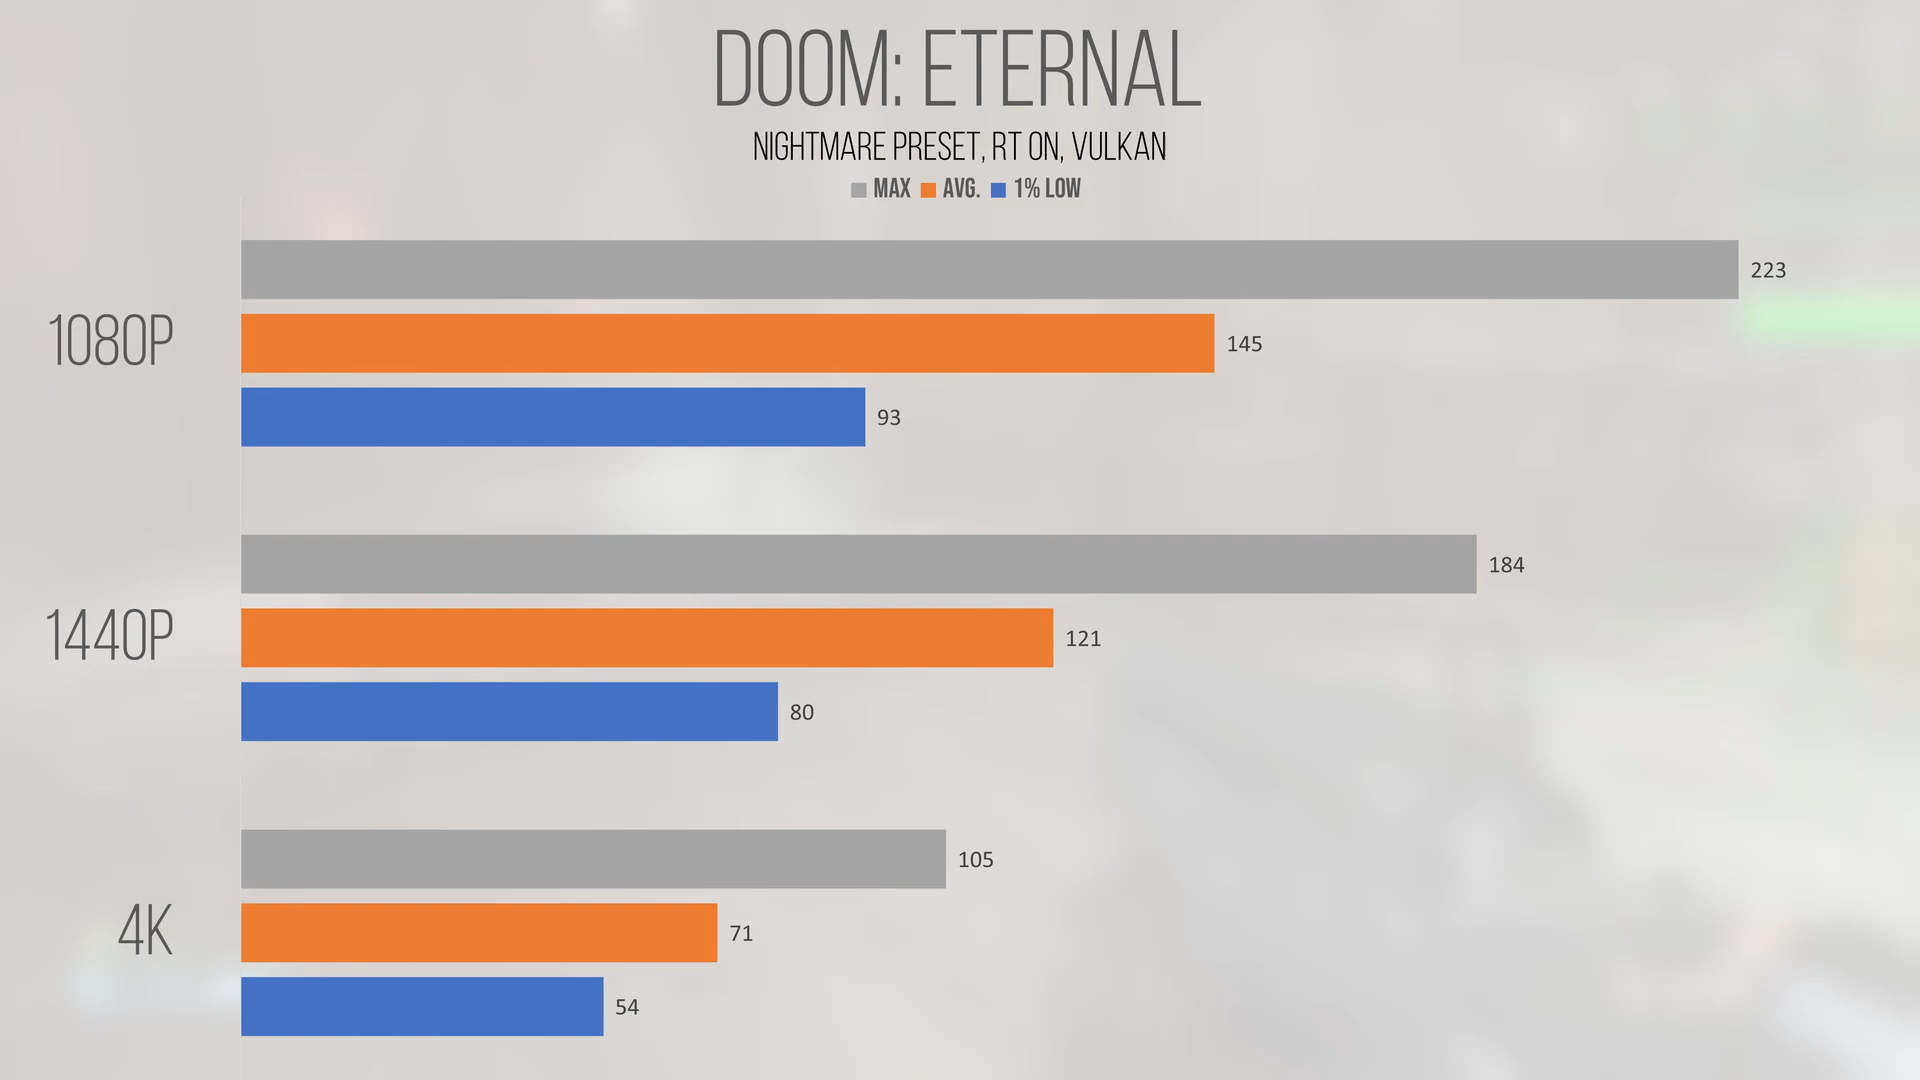 DOOM: ETERNAL
NIGHTMARE PRESET, RT ON, VULKAN
MAX AVG. 1% LOW
223
1080P
145
93
184
1440P
121
80
105
4K
71
54